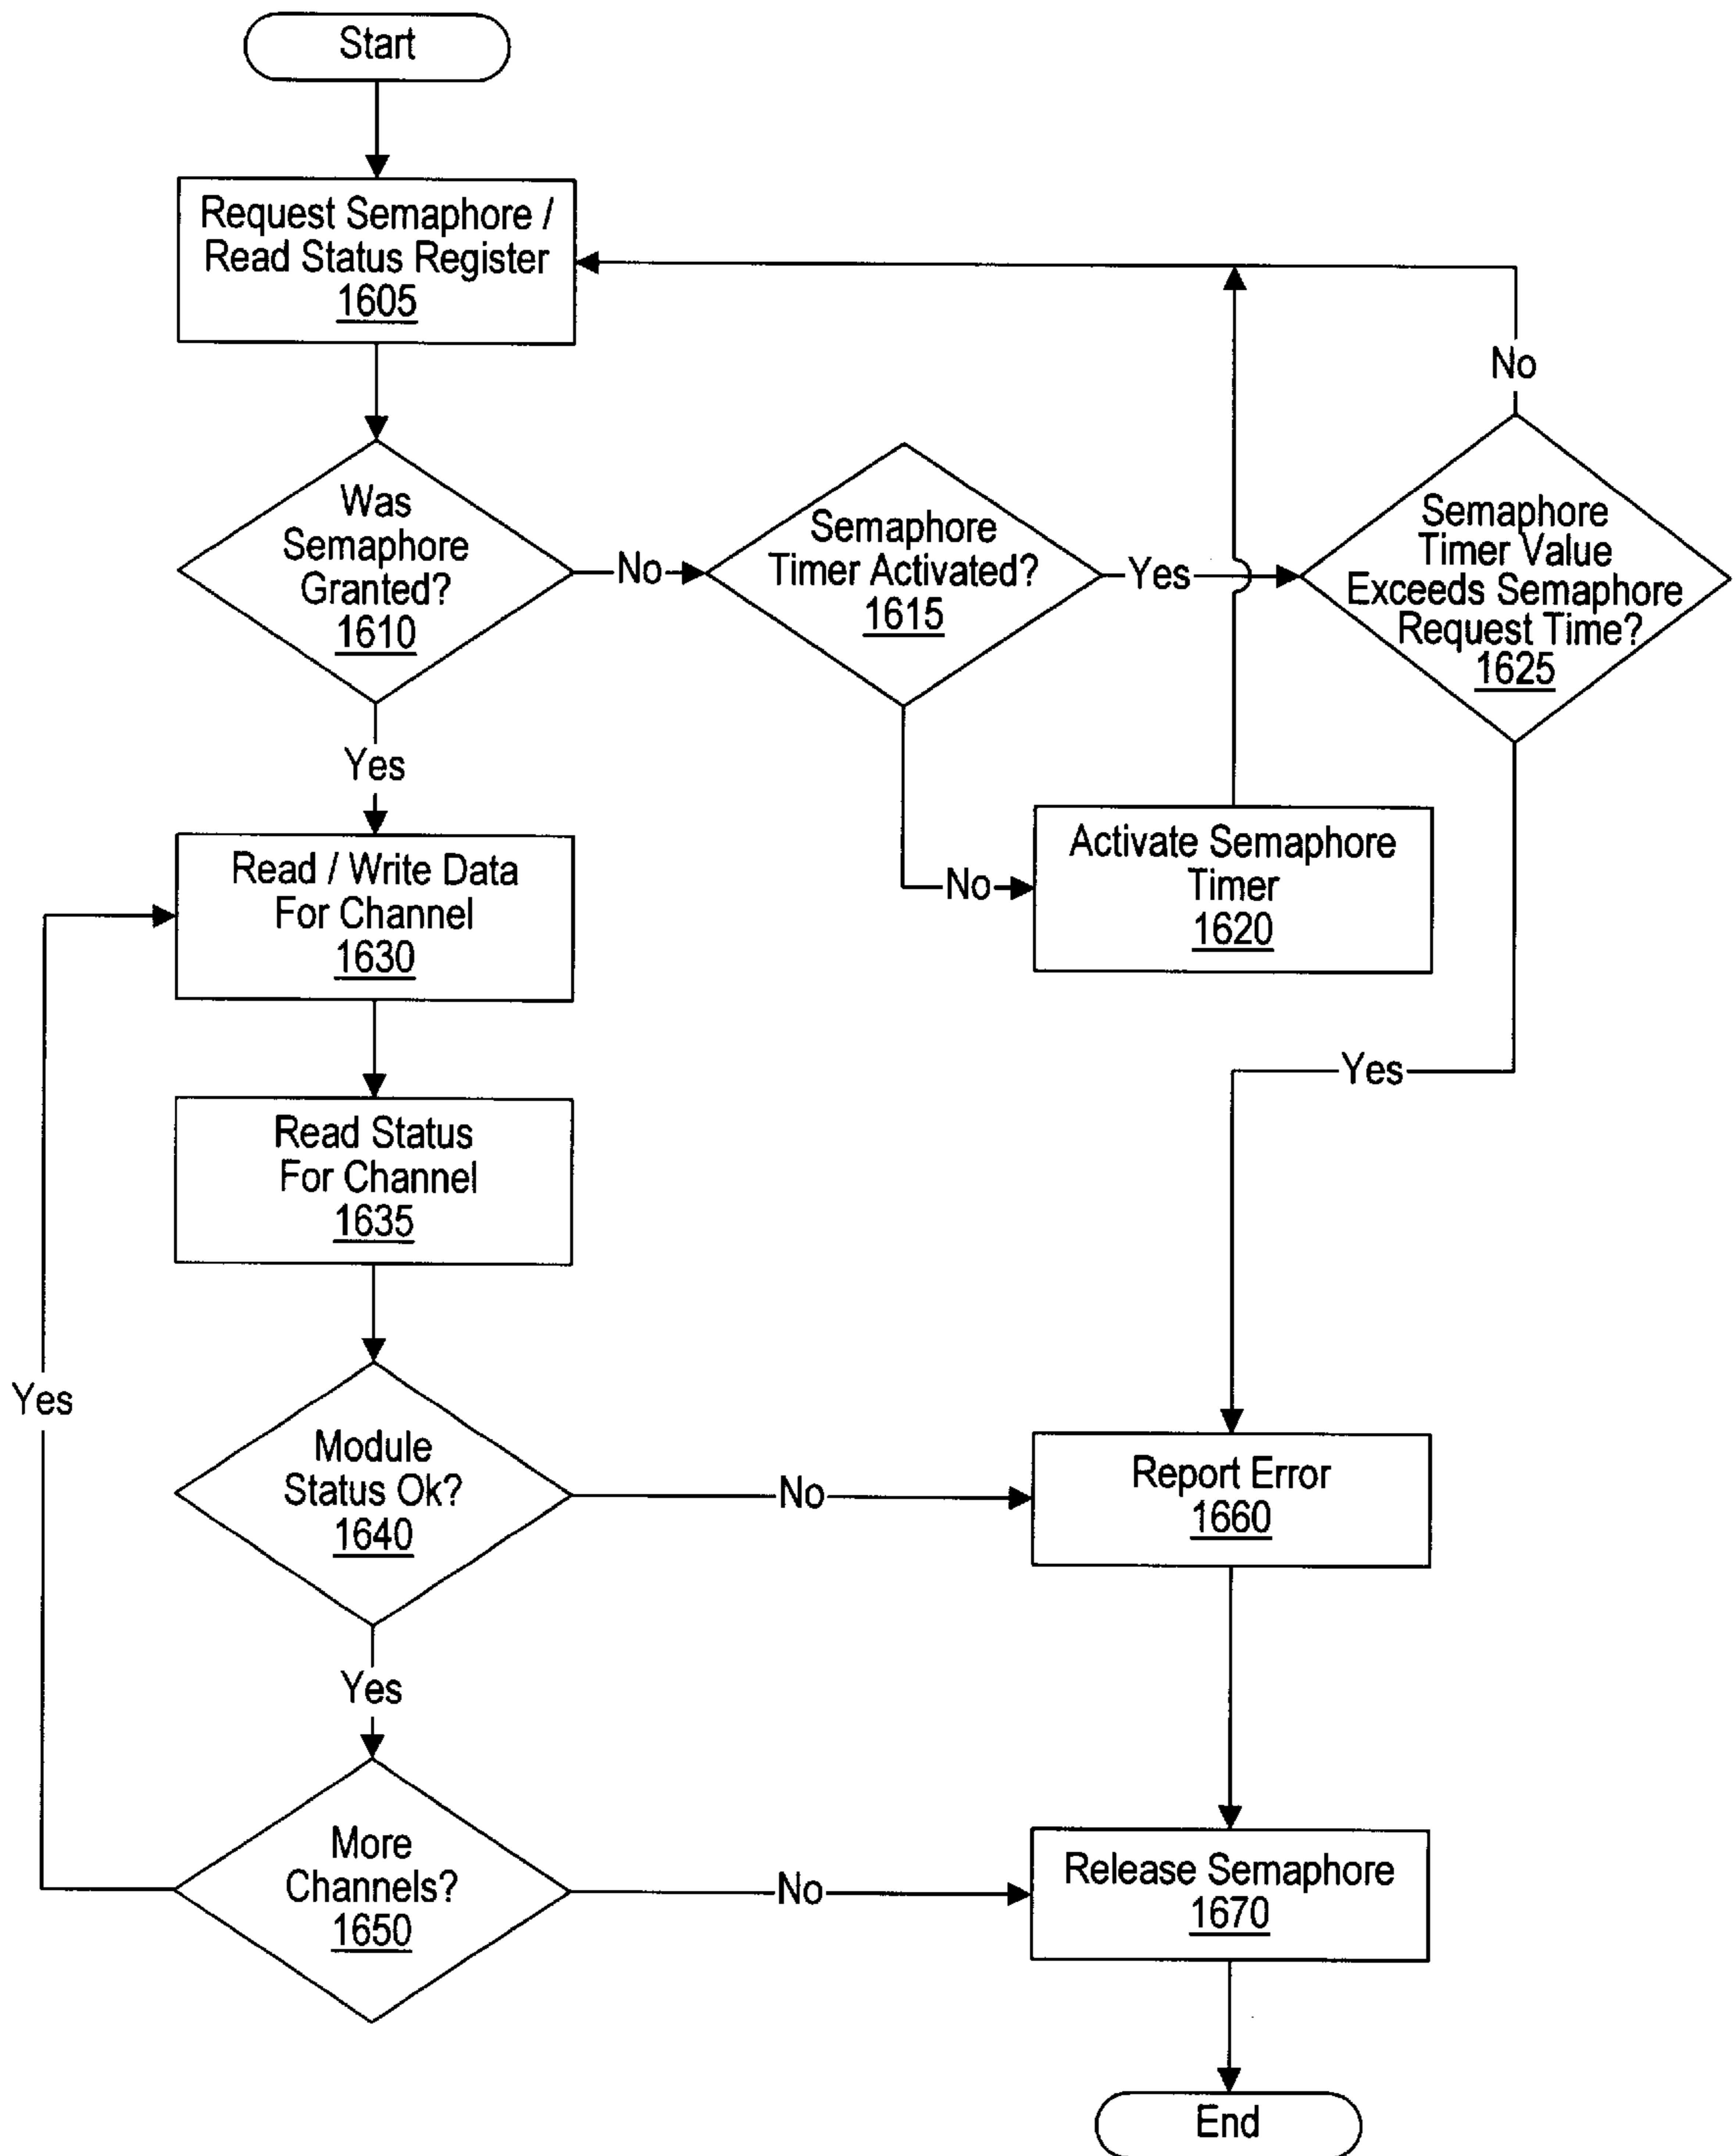 Start
Request Semaphore /
Read Status Register
1605
No
Was
Semaphore
Granted?
1610
No
Semaphore
Timer Activated?
1615
Yes
Semaphore
Timer Value
Exceeds Semaphore
Request Time?
1625
Yes
Read / Write Data
For Channel
1630
No
Activate Semaphore
Timer
1620
Yes
Read Status
For Channel
1635
Yes
Module
Status Ok?
1640
No
Report Error
1660
Yes
More
Channels?
1650
No
Release Semaphore
1670
End